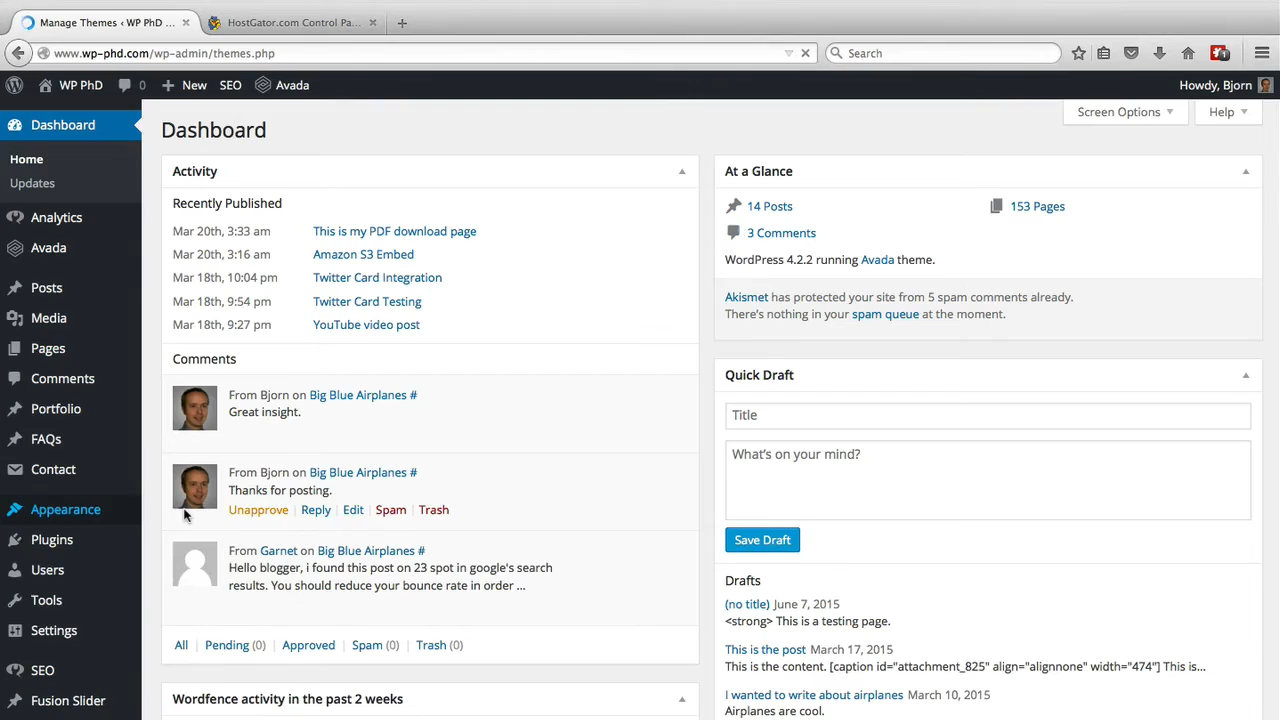 Manage Themes ‹ WP PhD ...
HostGator.com Control Pa...
www.wp-phd.com/wp-admin/themes.php
Search
1
WP PhD
0
New
SEO
Avada
Howdy, Bjorn
Dashboard
Home
Updates
Analytics
Avada
Posts
Media
Pages
Comments
Portfolio
FAQs
Contact
Appearance
Plugins
Users
Tools
Settings
SEO
Fusion Slider
Screen Options
Help
Dashboard
Activity
Recently Published
Mar 20th, 3:33 am This is my PDF download page
Mar 20th, 3:16 am Amazon S3 Embed
Mar 18th, 10:04 pm Twitter Card Integration
Mar 18th, 9:54 pm Twitter Card Testing
Mar 18th, 9:27 pm YouTube video post
Comments
From Bjorn on Big Blue Airplanes #
Great insight.
From Bjorn on Big Blue Airplanes #
Thanks for posting.
Unapprove | Reply | Edit | Spam | Trash
From Garnet on Big Blue Airplanes #
Hello blogger, i found this post on 23 spot in google's search
results. You should reduce your bounce rate in order ...
All | Pending (0) | Approved | Spam (0) | Trash (0)
Wordfence activity in the past 2 weeks
At a Glance
14 Posts
153 Pages
3 Comments
WordPress 4.2.2 running Avada theme.
Akismet has protected your site from 5 spam comments already.
There's nothing in your spam queue at the moment.
Quick Draft
Title
What's on your mind?
Save Draft
Drafts
(no title) June 7, 2015
<strong> This is a testing page.
This is the post March 17, 2015
This is the content. [caption id="attachment_825" align="alignnone" width="474"] This is...
I wanted to write about airplanes March 10, 2015
Airplanes are cool.